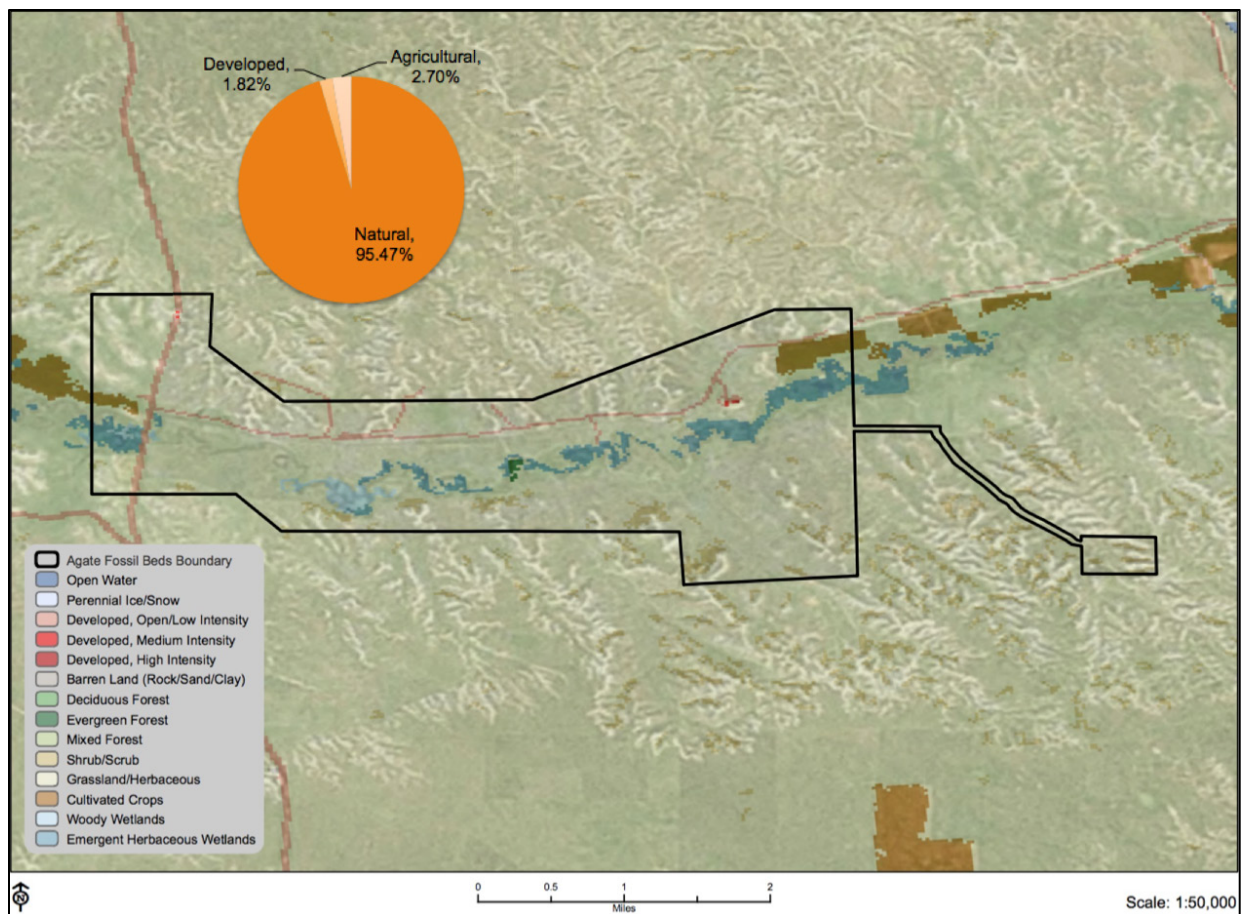 Developed,
1.82%
Agricultural,
2.70%
Natural,
95.47%
Agate Fossil Beds Boundary
Open Water
Perennial Ice/Snow
Developed, Open/Low Intensity
Developed, Medium Intensity
Developed, High Intensity
Barren Land (Rock/Sand/Clay)
Deciduous Forest
Evergreen Forest
Mixed Forest
Shrub/Scrub
Grassland/Herbaceous
Cultivated Crops
Woody Wetlands
Emergent Herbaceous Wetlands
N
0 0.5 1 2
Miles
Scale: 1:50,000